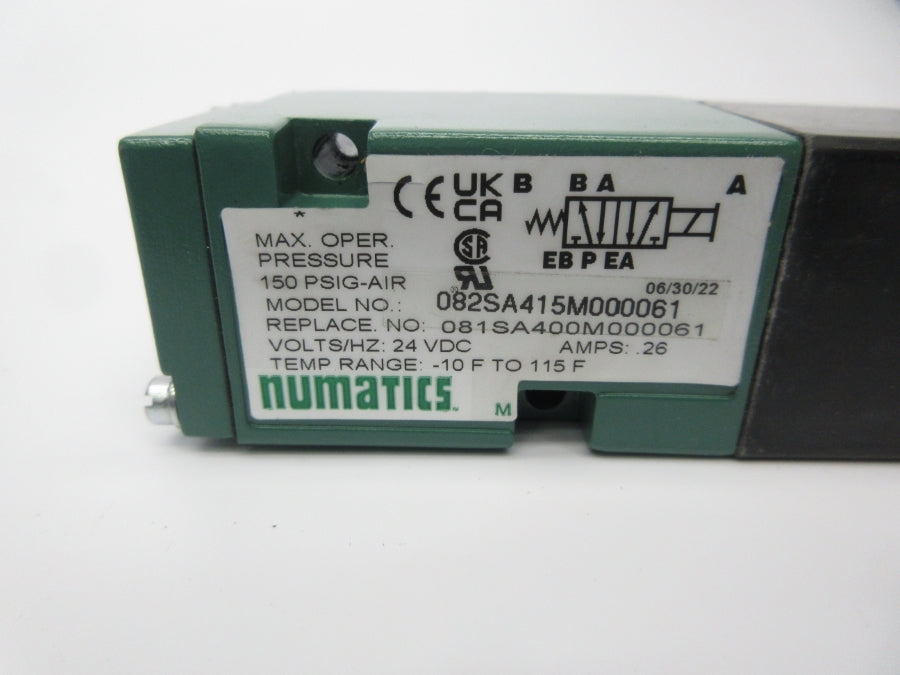 CE UK CA B B A A
*
EB P EA
MAX. OPER.
PRESSURE
150 PSIG-AIR
06/30/22
MODEL NO.: 082SA415M000061
REPLACE. NO: 081SA400M000061
VOLTS/HZ: 24 VDC AMPS: .26
TEMP RANGE: -10 F TO 115 F
numatics
M